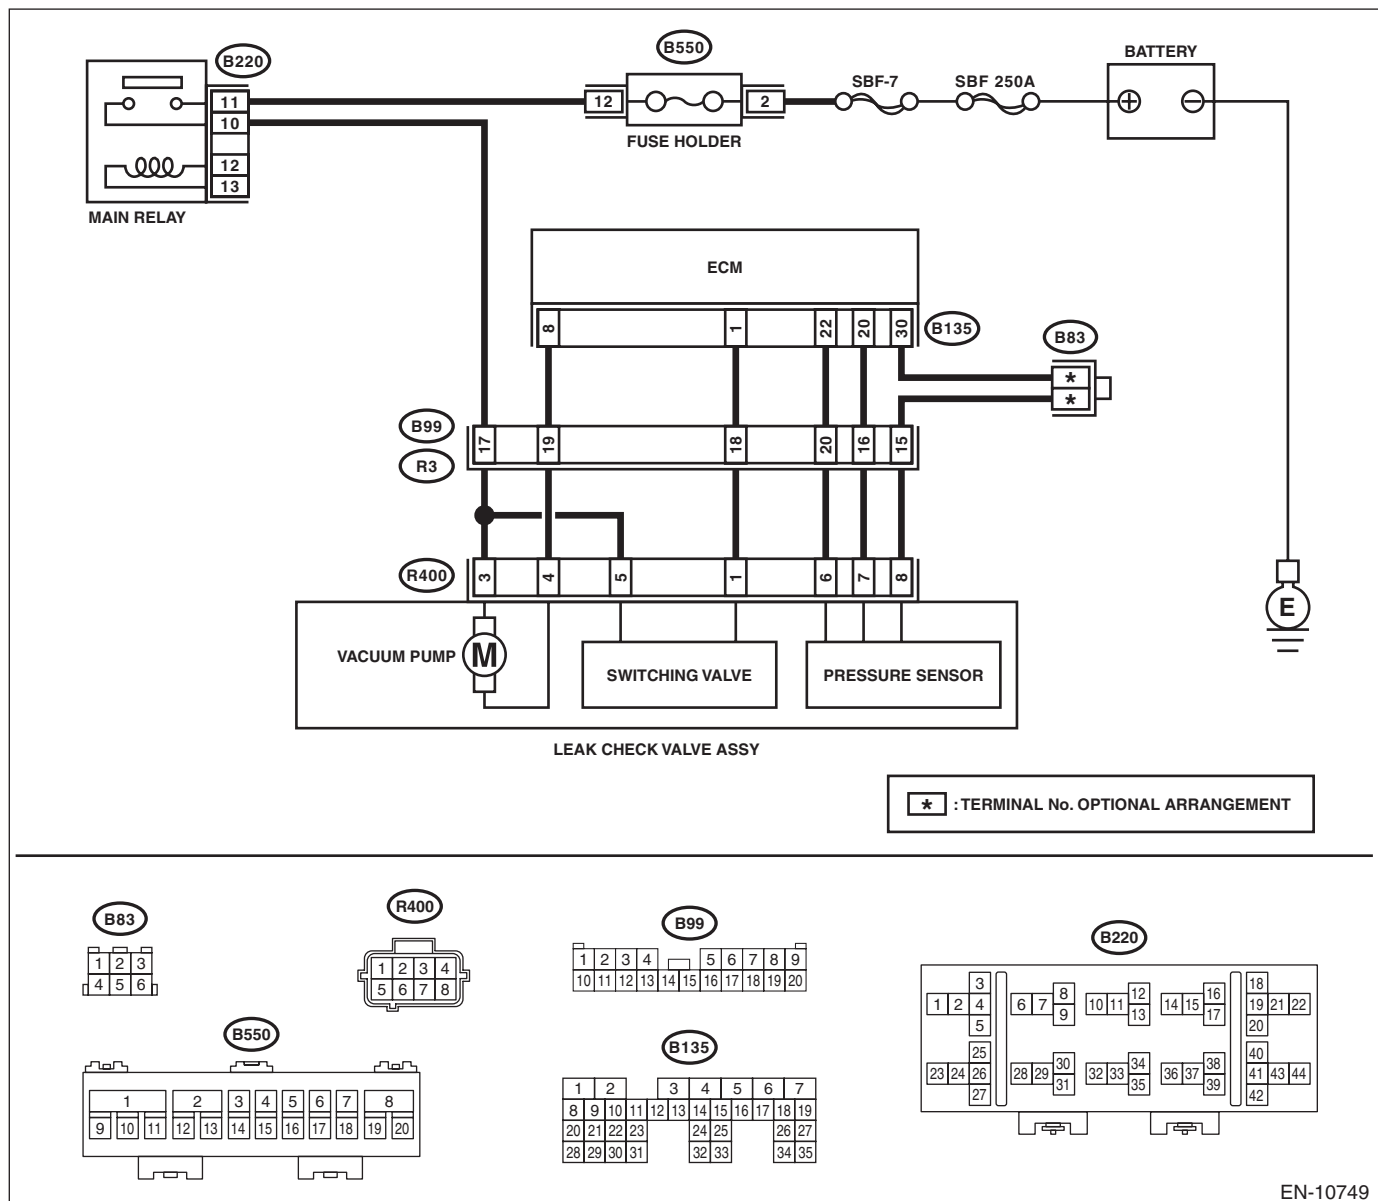 B220
B550
BATTERY
SBF-7
SBF 250A
11
12
2
10
FUSE HOLDER
12
13
MAIN RELAY
ECM
8 1 22 20 30
B135
B83
*
*
B99
17 19 18 20 16 15
R3
R400
3 4 5 1 6 7 8
E
VACUUM PUMP
M
SWITCHING VALVE
PRESSURE SENSOR
LEAK CHECK VALVE ASSY
* : TERMINAL No. OPTIONAL ARRANGEMENT
B83
1 2 3
4 5 6
R400
1 2 3 4
5 6 7 8
B99
1 2 3 4 5 6 7 8 9
10 11 12 13 14 15 16 17 18 19 20
B220
3 8 12 16 18
1 2 4 6 7 10 11 14 15 19 21 22
5 9 13 17 20
25 30 34 38 40
23 24 26 28 29 32 33 36 37 41 43 44
27 31 35 39 42
B550
1 2 3 4 5 6 7 8
9 10 11 12 13 14 15 16 17 18 19 20
B135
1 2 3 4 5 6 7
8 9 10 11 12 13 14 15 16 17 18 19
20 21 22 23 24 25 26 27
28 29 30 31 32 33 34 35
EN-10749